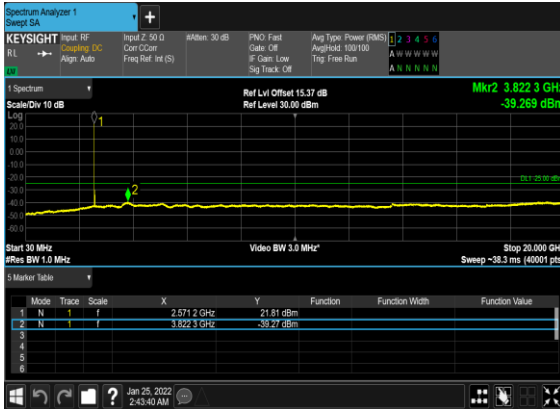 Spectrum Analyzer 1
Swept SA
+
KEYSIGHT Input: RF Input Z: 50 Ω #Atten: 30 dB PNO: Fast Avg Type: Power (RMS) 1 2 3 4 5 6
RL Coupling: DC Corr CCorr Gate: Off Avg|Hold: 100/100 A W W W W W
Align: Auto Freq Ref: Int (S) IF Gain: Low Trig: Free Run
Sig Track: Off A N N N N N
1 Spectrum Ref Lvl Offset 15.37 dB Mkr2 3.822 3 GHz
Scale/Div 10 dB Ref Level 30.00 dBm -39.269 dBm
Log
20.0
10.0
0.00
-10.0
-20.0
-30.0
-40.0
-50.0
-60.0
1
2
Start 30 MHz Video BW 3.0 MHz* Stop 20.000 GH
#Res BW 1.0 MHz Sweep ~38.3 ms (40001 pts
5 Marker Table
Mode Trace Scale X Y Function Function Width Function Value
1 N 1 f 2.571 2 GHz 21.81 dBm
2 N 1 f 3.822 3 GHz -39.27 dBm
3
4
5
6
? Jan 25, 2022
2:43:40 AM